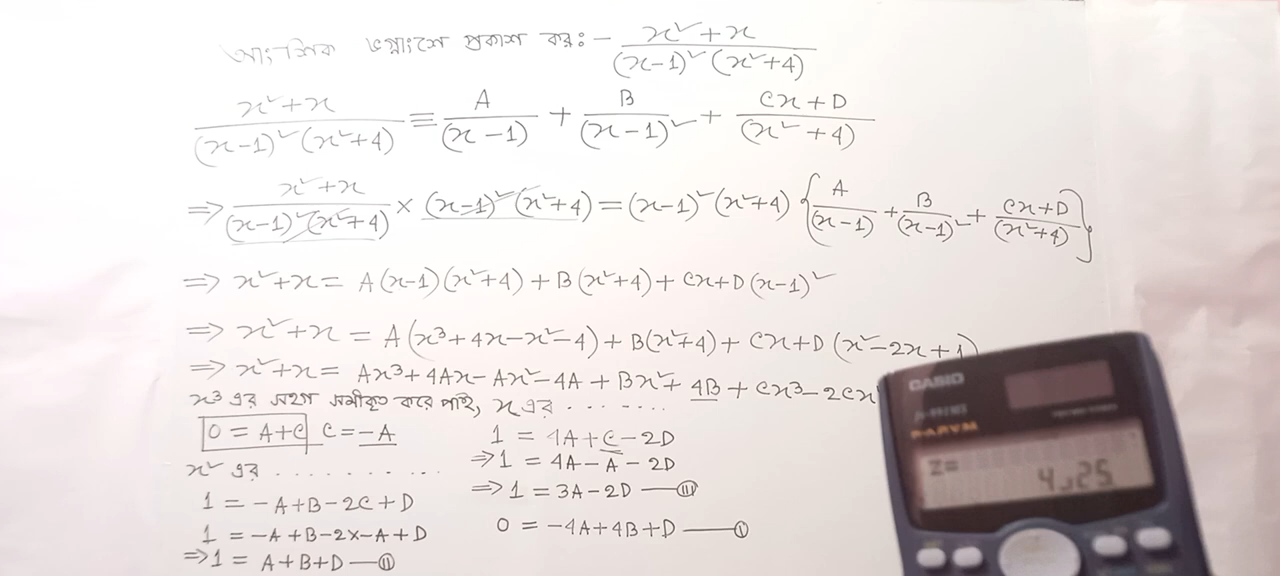 আংশিক ভগ্নাংশে প্রকাশ কর:- x²+x / (x-1)²(x²+4)
x²+x / (x-1)²(x²+4) ≡ A / (x-1) + B / (x-1)² + Cx+D / (x²+4)
⇒ x²+x / (x-1)²(x²+4) × (x-1)²(x²+4) = (x-1)²(x²+4) { A / (x-1) + B / (x-1)² + Cx+D / (x²+4) }
⇒ x²+x = A(x-1)(x²+4) + B(x²+4) + Cx+D(x-1)²
⇒ x²+x = A(x³+4x-x²-4) + B(x²+4) + Cx+D(x²-2x+1)
⇒ x²+x = Ax³+4Ax-Ax²-4A+Bx²+4B+Cx³-2Cx²
x³ এর সহগ সমীকৃত করে পাই,
0 = A+C C = -A
x² এর . . . . . . . . . .
1 = -A+B-2C+D
1 = -A+B-2×-A+D
⇒ 1 = A+B+D — (II)
x এর . . . . . . .
1 = 4A+C-2D
⇒ 1 = 4A-A-2D
⇒ 1 = 3A-2D — (III)
0 = -4A+4B+D — (I)
CASIO
Z=
4⌟25